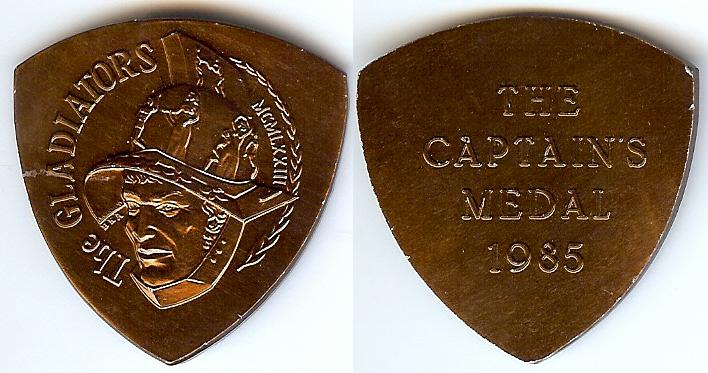 The GLADIATORS
MCMLXXIII
THE
CAPTAIN'S
MEDAL
1985